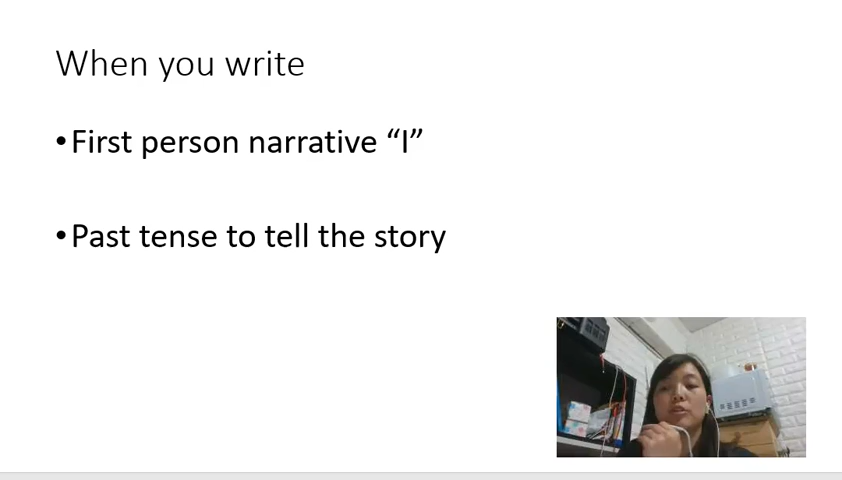 When you write
•First person narrative “I”
•Past tense to tell the story